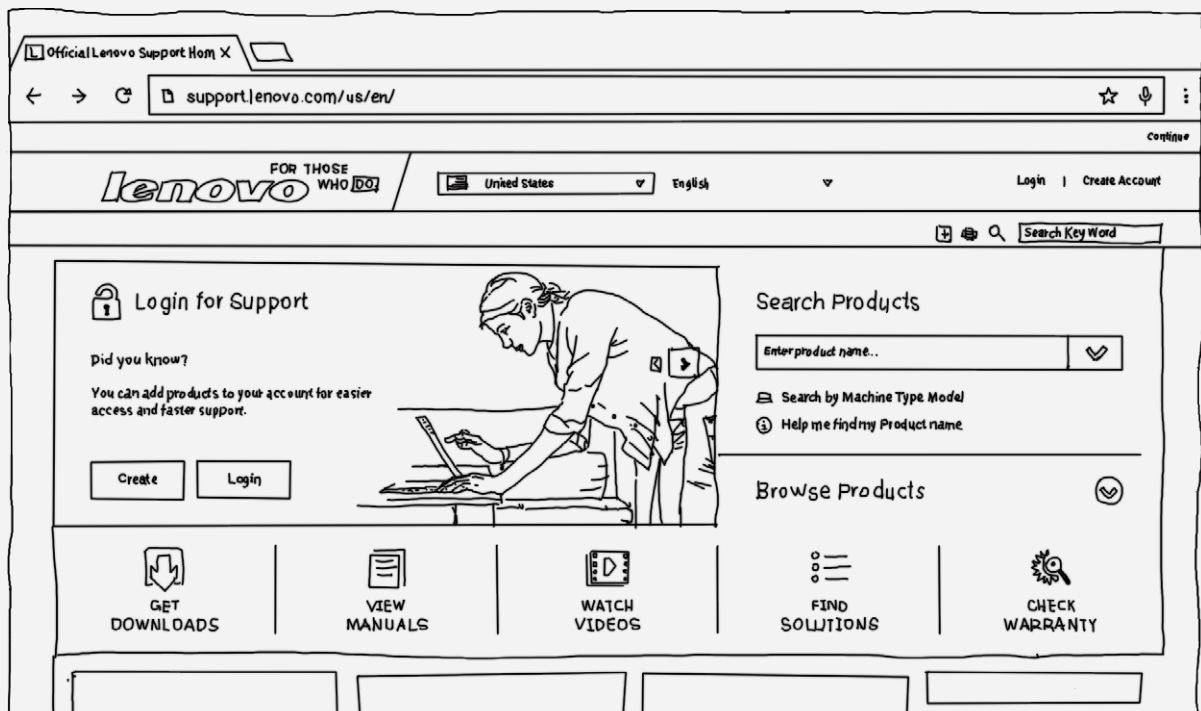 L Official Lenovo Support Hom X
support.lenovo.com/us/en/
Continue
lenovo FOR THOSE
WHO DO.
United States English Login | Create Account
Search Key Word
Login for Support
Did you know?
You can add products to your account for easier
access and faster support.
Create Login
Search Products
Enter product name...
Search by Machine Type Model
Help me find my Product name
Browse Products
GET
DOWNLOADS
VIEW
MANUALS
WATCH
VIDEOS
FIND
SOLUTIONS
CHECK
WARRANTY